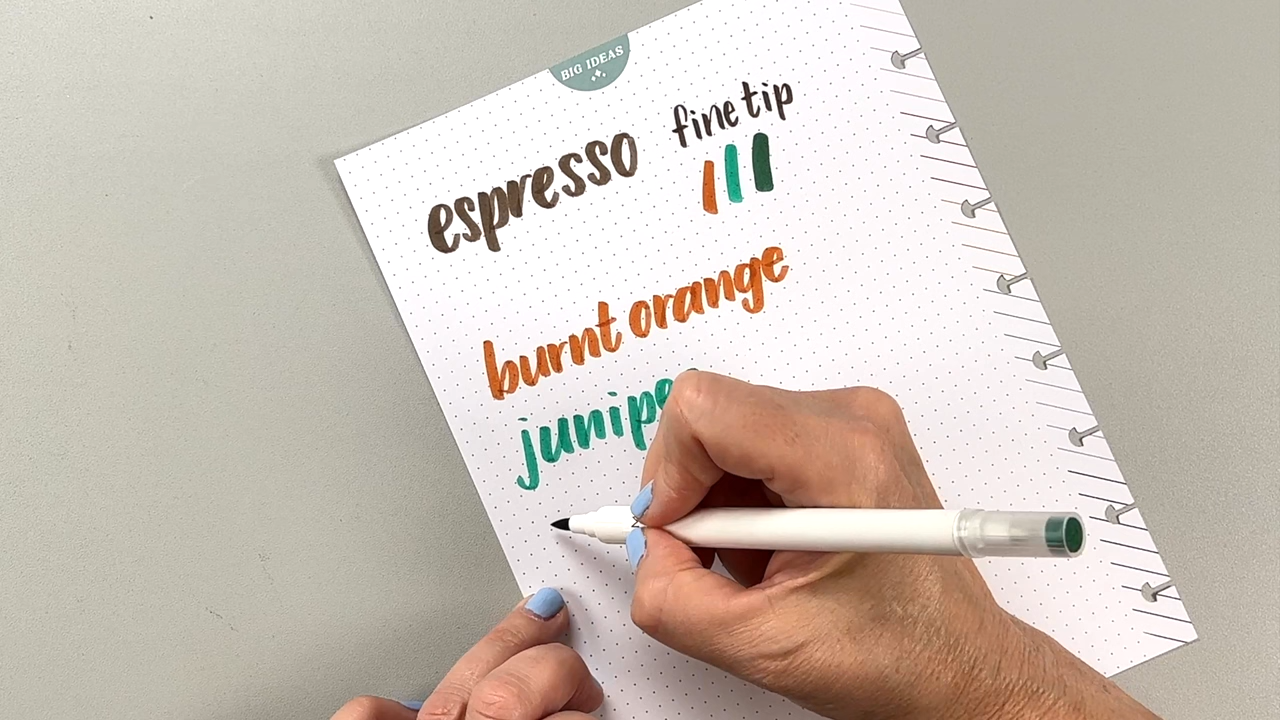 BIG IDEAS
fine tip
espresso
burnt orange
junipe